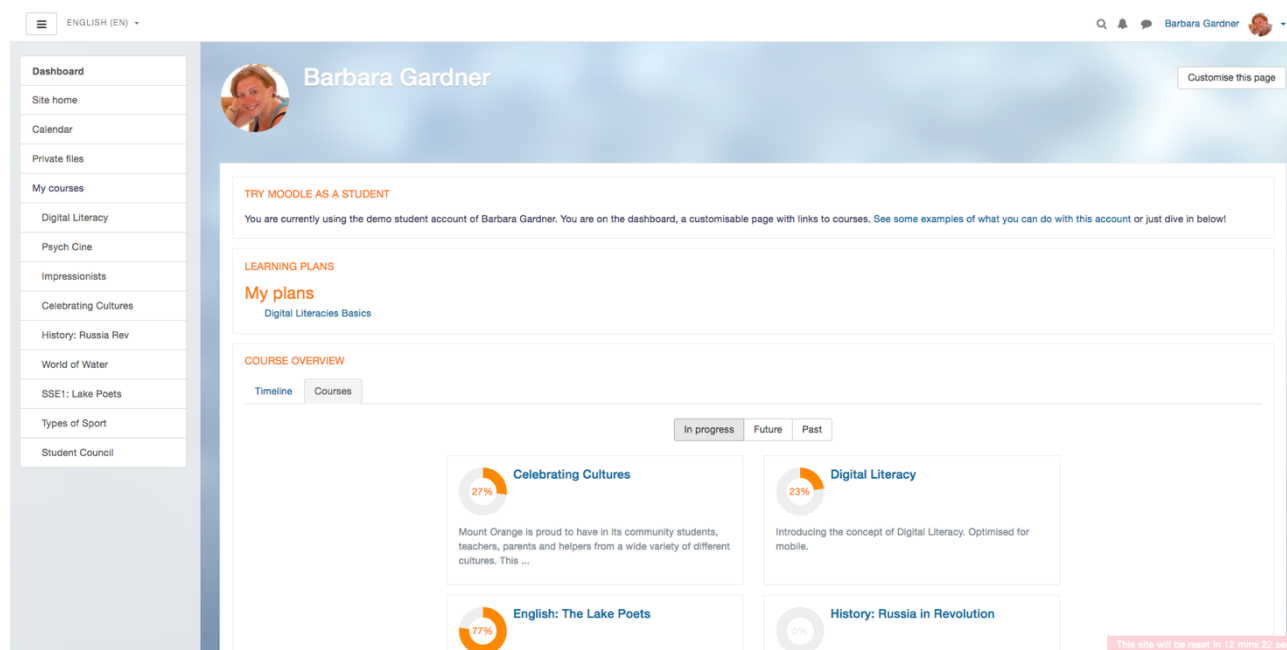 ENGLISH (EN)
Barbara Gardner
Dashboard
Site home
Calendar
Private files
My courses
Digital Literacy
Psych Cine
Impressionists
Celebrating Cultures
History: Russia Rev
World of Water
SSE1: Lake Poets
Types of Sport
Student Council
Barbara Gardner
Customise this page
TRY MOODLE AS A STUDENT
You are currently using the demo student account of Barbara Gardner. You are on the dashboard, a customisable page with links to courses. See some examples of what you can do with this account or just dive in below!
LEARNING PLANS
My plans
Digital Literacies Basics
COURSE OVERVIEW
Timeline Courses
In progress Future Past
27%
Celebrating Cultures
Mount Orange is proud to have in its community students,
teachers, parents and helpers from a wide variety of different
cultures. This ...
23%
Digital Literacy
Introducing the concept of Digital Literacy. Optimised for
mobile.
77%
English: The Lake Poets
0%
History: Russia in Revolution
This site will be reset in 12 mins 22